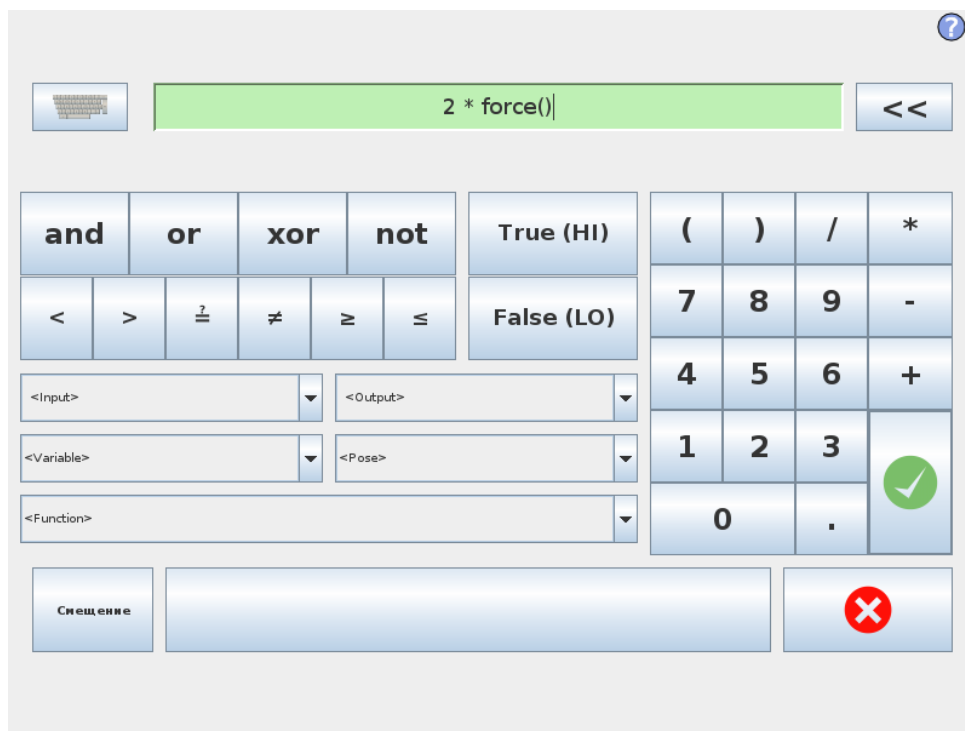 ?
2 * force()
<<
and or xor not True (HI) ( ) / *
< > ≟ ≠ ≥ ≤ False (LO) 7 8 9 -
<Input> <Output> 4 5 6 +
<Variable> <Pose> 1 2 3
<Function> 0 .
Смещение